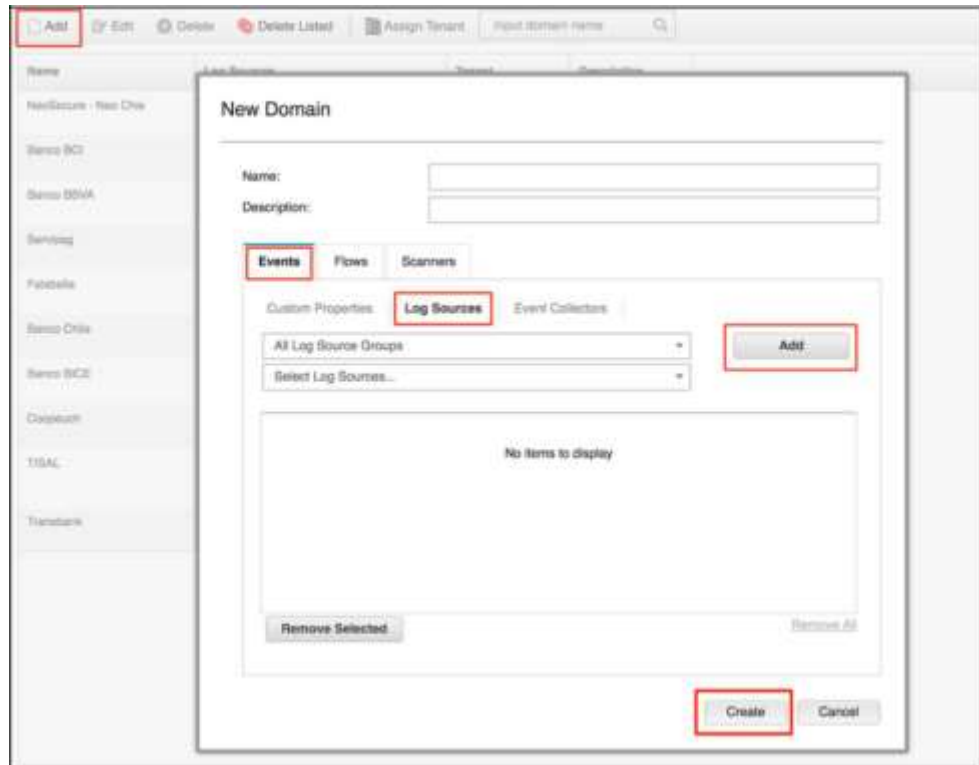 Add Edit Delete Delete Listed Assign Tenant Input domain name
Name Log Sources Tenant Description
New Domain
Banco BCI
Name:
Banco BBVA
Description:
Servipag
Events Flows Scanners
Falabella
Custom Properties Log Sources Event Collectors
Banco Chile
All Log Source Groups Add
Banco BICE
Select Log Sources...
Coopeuch
No items to display
TISAL
Transbank
Remove Selected Remove All
Create Cancel